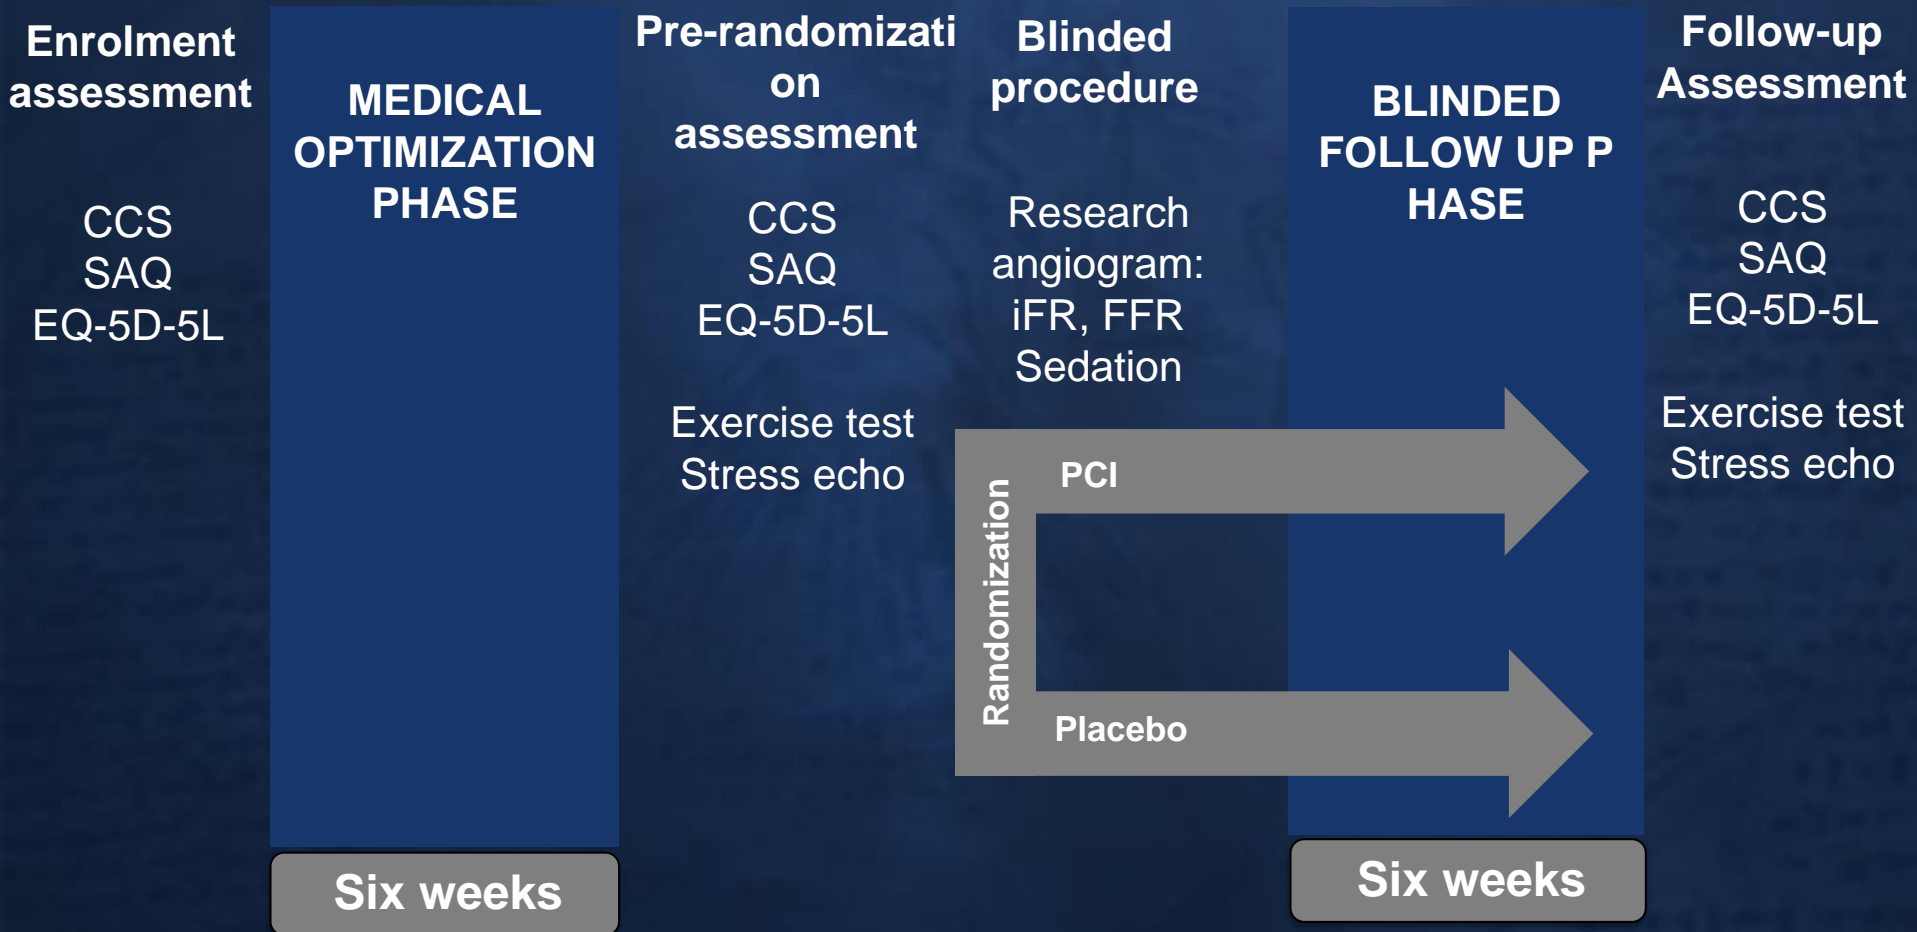 Enrolment
assessment
CCS
SAQ
EQ-5D-5L
MEDICAL
OPTIMIZATION
PHASE
Six weeks
Pre-randomizati
on
assessment
CCS
SAQ
EQ-5D-5L
Exercise test
Stress echo
Blinded
procedure
Research
angiogram:
iFR, FFR
Sedation
Randomization
PCI
Placebo
BLINDED
FOLLOW UP P
HASE
Six weeks
Follow-up
Assessment
CCS
SAQ
EQ-5D-5L
Exercise test
Stress echo